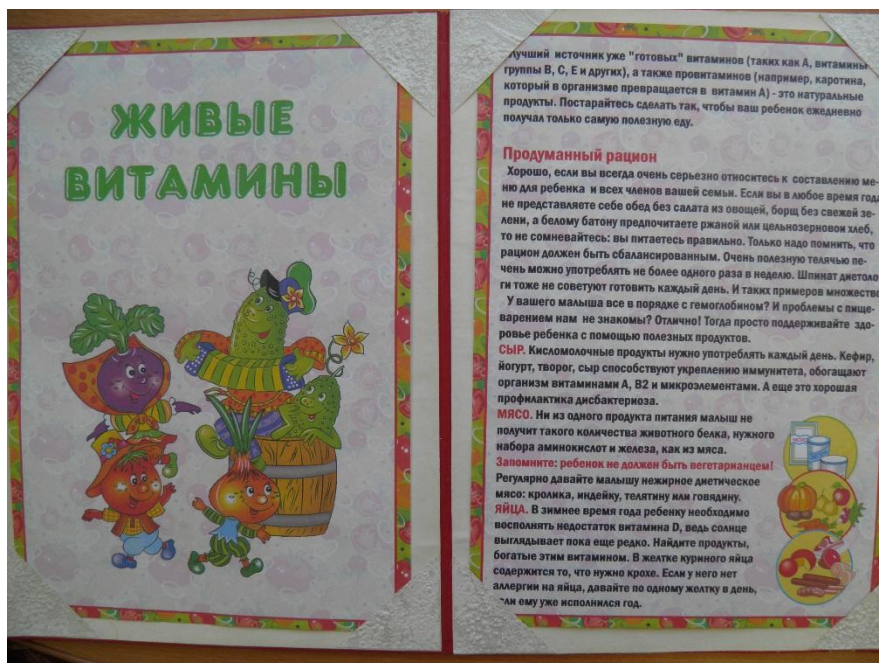 ЖИВЫЕ
ВИТАМИНЫ
Лучший источник уже "готовых" витаминов (таких как А, витамины
группы В, С, Е и других), а также провитаминов (например, каротина,
который в организме превращается в витамин А) - это натуральные
продукты. Постарайтесь сделать так, чтобы ваш ребенок ежедневно
получал только самую полезную еду.
Продуманный рацион
Хорошо, если вы всегда очень серьезно относитесь к составлению ме-
ню для ребенка и всех членов вашей семьи. Если вы в любое время года
не представляете себе обед без салата из овощей, борщ без свежей зе-
лени, а белому батону предпочитаете ржаной или цельнозерновои хлеб,
то не сомневайтесь: вы питаетесь правильно. Только надо помнить, что
рацион должен быть сбалансированным. Очень полезную телячью пе-
чень можно употреблять не более одного раза в неделю. Шпинат диетоло-
ги тоже не советуют готовить каждый день. И таких примеров множество
У вашего малыша все в порядке с гемоглобином? И проблемы с пище-
варением нам не знакомы? Отлично! Тогда просто поддерживайте здо-
ровье ребенка с помощью полезных продуктов.
СЫР. Кисломолочные продукты нужно употреблять каждый день. Кефир,
йогурт, творог, сыр способствуют укреплению иммунитета, обогащают
организм витаминами А, В2 и микроэлементами. А еще это хорошая
профилактика дисбактериоза.
МЯСО. Ни из одного продукта питания малыш не
получит такого количества животного белка, нужного
набора аминокислот и железа, как из мяса.
Запомните: ребенок не должен быть вегетарианцем!
Регулярно давайте малышу нежирное диетическое
мясо: кролика, индейку, телятину или говядину.
ЯЙЦА. В зимнее время года ребенку необходимо
восполнять недостаток витамина D, ведь солнце
выглядывает пока еще редко. Найдите продукты,
богатые этим витамином. В желтке куриного яйца
содержится то, что нужно крохе. Если у него нет
аллергии на яйца, давайте по одному желтку в день,
если ему уже исполнился год.